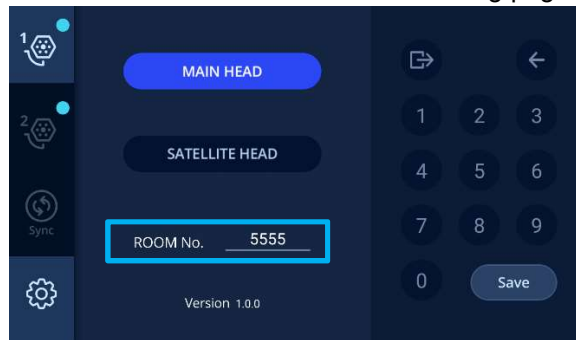 1
MAIN HEAD
1 2 3
2
SATELLITE HEAD
4 5 6
Sync
ROOM No. 5555
7 8 9
0 Save
Version 1.0.0